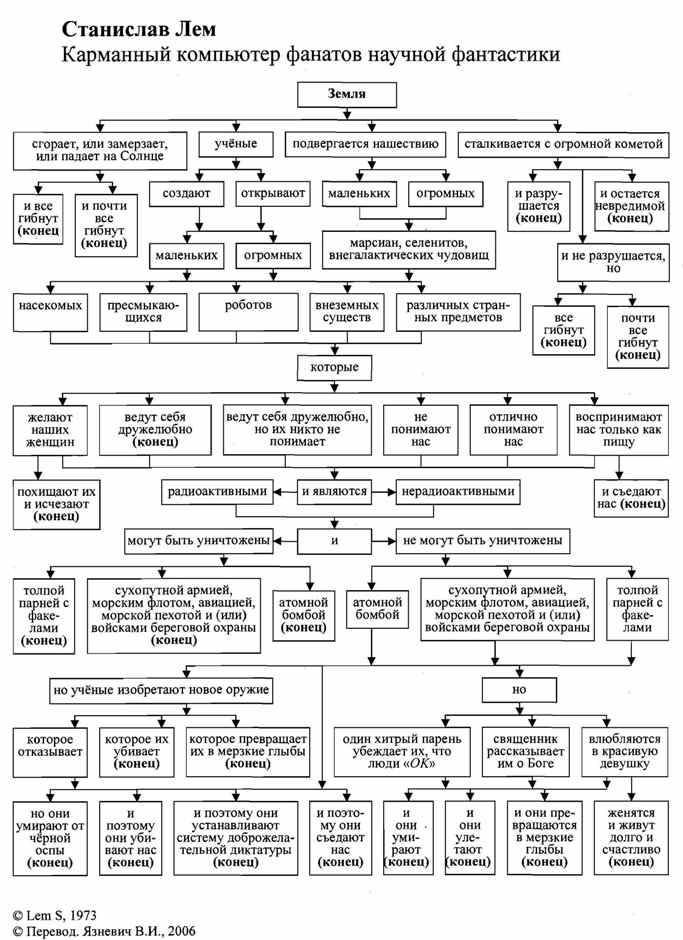 Станислав Лем
Карманный компьютер фанатов научной фантастики
Земля
сгорает, или замерзает,
или падает на Солнце
учёные
подвергается нашествию
сталкивается с огромной кометой
и все
гибнут
(конец
и почти
все
гибнут
(конец)
создают
открывают
маленьких
огромных
и разру-
шается
(конец)
и остается
невредимой
(конец)
маленьких
огромных
марсиан, селенитов,
внегалактических чудовищ
и не разрушается,
но
насекомых
пресмыкаю-
щихся
роботов
внеземных
существ
различных стран-
ных предметов
все
гибнут
(конец)
почти
все
гибнут
(конец)
которые
желают
наших
женщин
ведут себя
дружелюбно
(конец)
ведут себя дружелюбно,
но их никто не
понимает
не
понимают
нас
отлично
понимают
нас
воспринимают
нас только как
пищу
похищают их
и исчезают
(конец)
радиоактивными
и являются
нерадиоактивными
и съедают
нас (конец)
могут быть уничтожены
и
не могут быть уничтожены
толпой
парней с
факе-
лами
(конец)
сухопутной армией,
морским флотом, авиацией,
морской пехотой и (или)
войсками береговой охраны
(конец)
атомной
бомбой
(конец)
атомной
бомбой
сухопутной армией,
морским флотом, авиацией,
морской пехотой и (или)
войсками береговой охраны
толпой
парней с
факе-
лами
но учёные изобретают новое оружие
но
которое
отказывает
которое их
убивает
(конец)
которое превращает
их в мерзкие глыбы
(конец)
один хитрый парень
убеждает их, что
люди «OK»
священник
рассказывает
им о Боге
влюбляются
в красивую
девушку
но они
умирают от
чёрной
оспы
(конец)
и
поэтому
они уби-
вают нас
(конец)
и поэтому они
устанавливают
систему доброжела-
тельной диктатуры
(конец)
и поэто-
му они
съедают
нас
(конец)
и
они
уми-
рают
(конец)
и
они
уле-
тают
(конец)
и они пре-
вращаются
в мерзкие
глыбы
(конец)
женятся
и живут
долго и
счастливо
(конец)
© Lem S, 1973
© Перевод. Язневич В.И., 2006